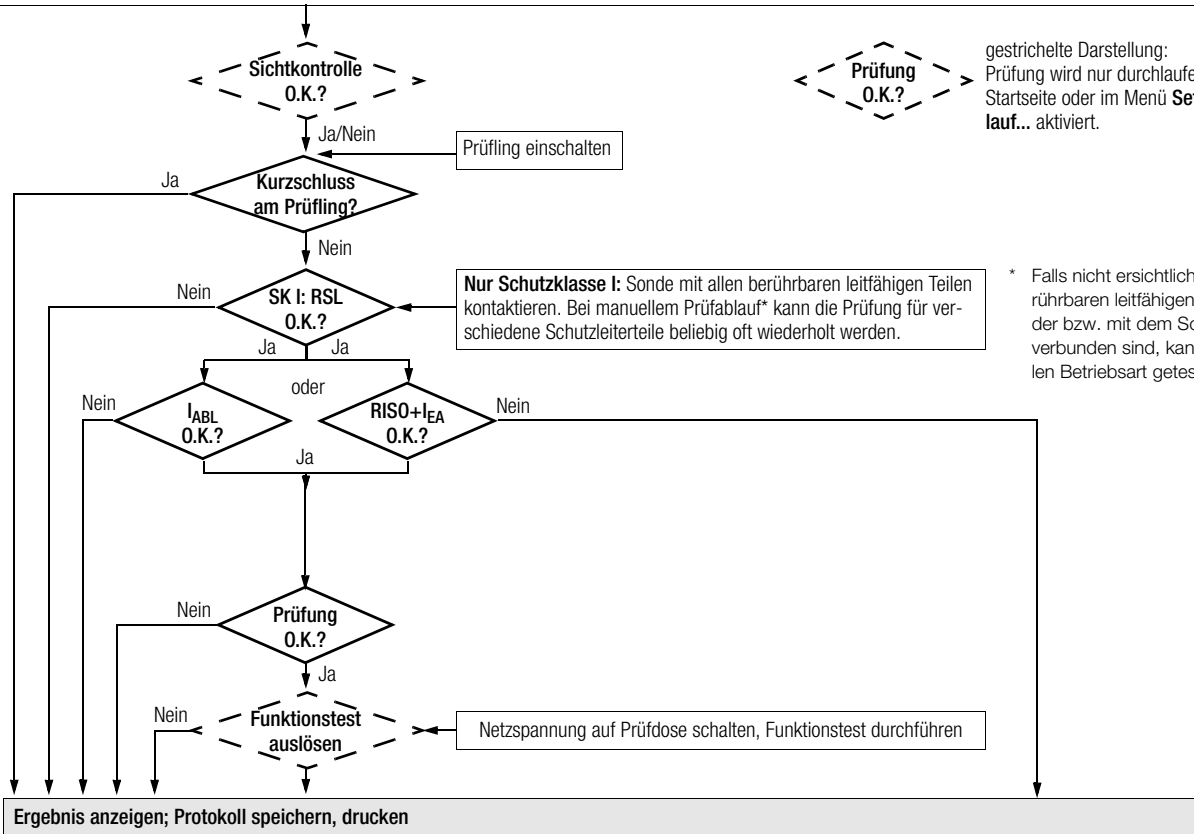 Sichtkontrolle
O.K.?
Prüfung
O.K.?
gestrichelte Darstellung:
Prüfung wird nur durchlaufe
Startseite oder im Menü Se
lauf... aktiviert.
Ja/Nein
Prüfling einschalten
Ja
Kurzschluss
am Prüfling?
Nein
Nein
SK I: RSL
O.K.?
Nur Schutzklasse I: Sonde mit allen berührbaren leitfähigen Teilen
kontaktieren. Bei manuellem Prüfablauf* kann die Prüfung für ver-
schiedene Schutzleiterteile beliebig oft wiederholt werden.
* Falls nicht ersichtlich
rührbaren leitfähigen
der bzw. mit dem Sc
verbunden sind, kan
len Betriebsart getes
Ja Ja
oder
Nein
IABL
O.K.?
RISO+IEA
O.K.?
Nein
Ja
Nein
Prüfung
O.K.?
Ja
Nein
Funktionstest
auslösen
Netzspannung auf Prüfdose schalten, Funktionstest durchführen
Ergebnis anzeigen; Protokoll speichern, drucken